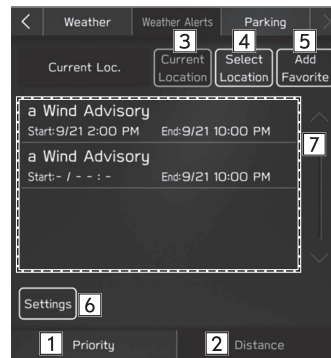 Weather
Weather Alerts
Parking
3
4
5
Current Loc.
Current
Location
Select
Location
Add
Favorite
a Wind Advisory
Start:9/21 2:00 PM End:9/21 10:00 PM
7
a Wind Advisory
Start:- / - - : - End:9/21 10:00 PM
Settings
6
1
Priority
2
Distance